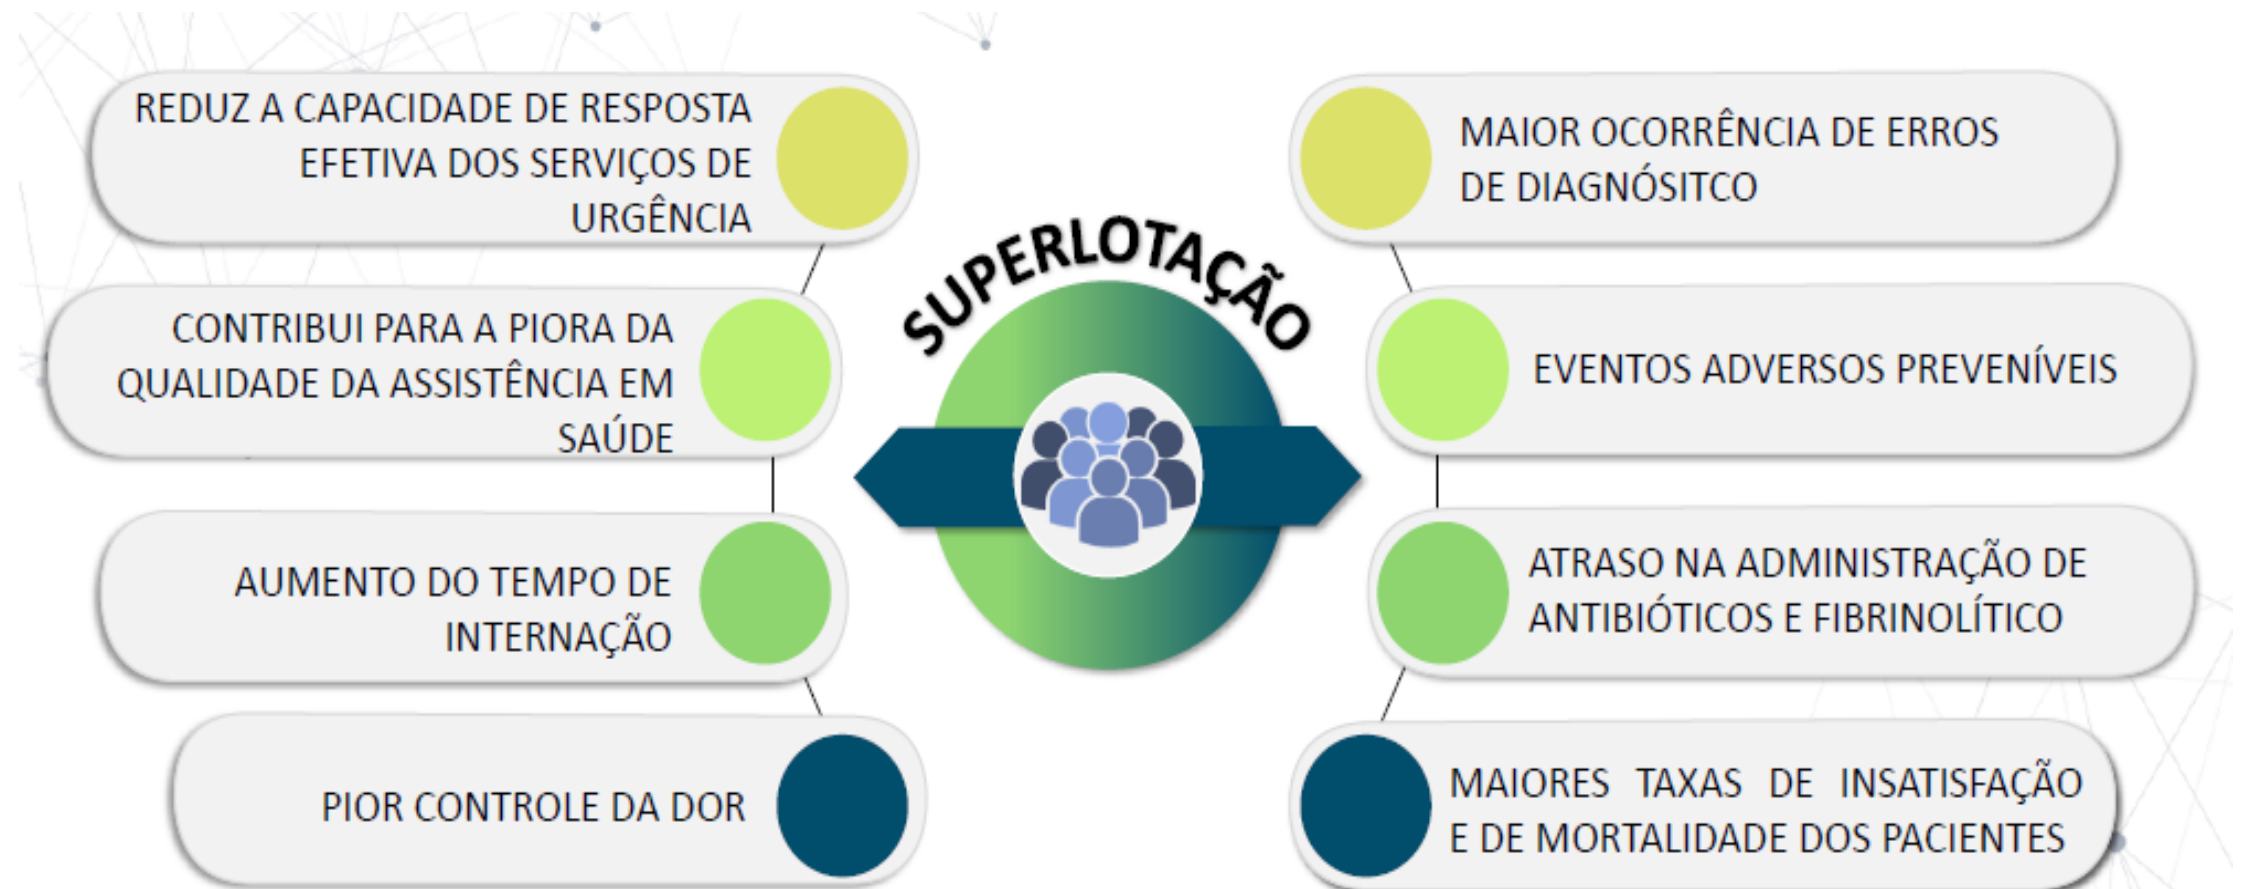 REDUZ A CAPACIDADE DE RESPOSTA
EFETIVA DOS SERVIÇOS DE
URGÊNCIA
CONTRIBUI PARA A PIORA DA
QUALIDADE DA ASSISTÊNCIA EM
SAÚDE
AUMENTO DO TEMPO DE
INTERNAÇÃO
PIOR CONTROLE DA DOR
SUPERLOTAÇÃO
MAIOR OCORRÊNCIA DE ERROS
DE DIAGNÓSITCO
EVENTOS ADVERSOS PREVENÍVEIS
ATRASO NA ADMINISTRAÇÃO DE
ANTIBIÓTICOS E FIBRINOLÍTICO
MAIORES TAXAS DE INSATISFAÇÃO
E DE MORTALIDADE DOS PACIENTES